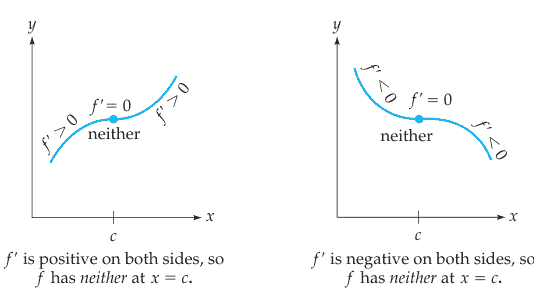 y
f′ > 0
f′ = 0
f′ > 0
neither
x
c
f′ is positive on both sides, so
f has neither at x = c.
y
f′ < 0
f′ = 0
f′ < 0
neither
x
c
f′ is negative on both sides, so
f has neither at x = c.